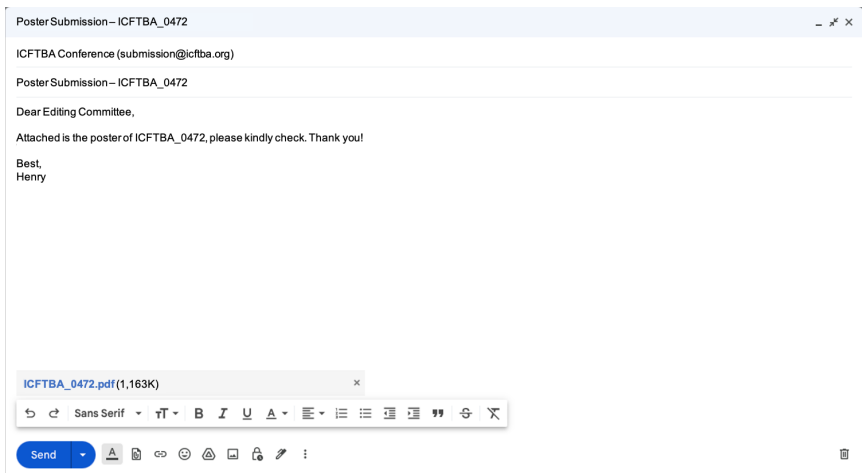 Poster Submission – ICFTBA_0472
ICFTBA Conference (submission@icftba.org)
Poster Submission – ICFTBA_0472
Dear Editing Committee,
Attached is the poster of ICFTBA_0472, please kindly check. Thank you!
Best,
Henry
ICFTBA_0472.pdf (1,163K)
Sans Serif
Send